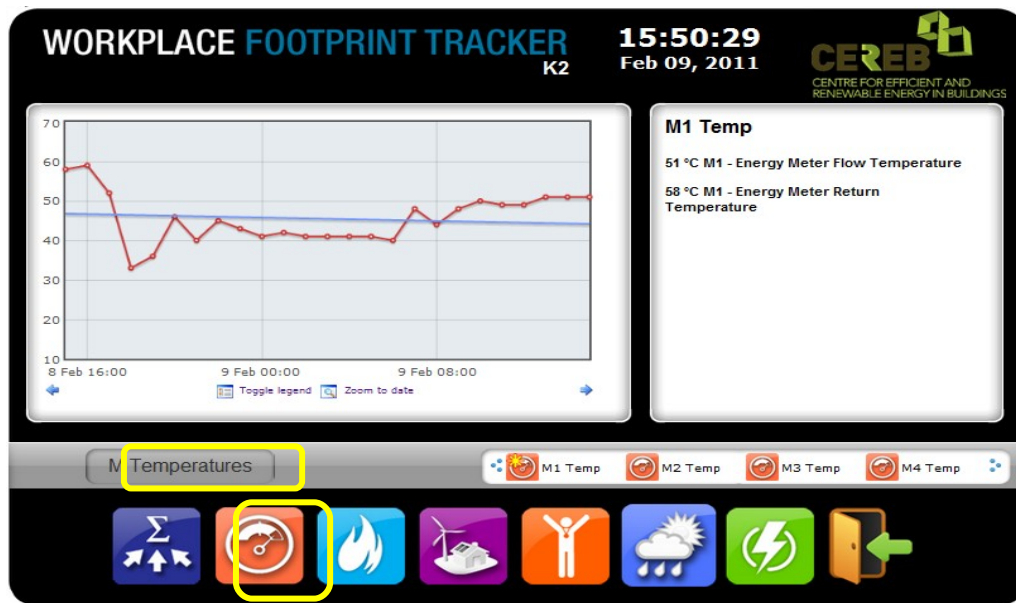 WORKPLACE FOOTPRINT TRACKER
K2
15:50:29
Feb 09, 2011
CEREB
CENTRE FOR EFFICIENT AND
RENEWABLE ENERGY IN BUILDINGS
70
60
50
40
30
20
10
8 Feb 16:00 9 Feb 00:00 9 Feb 08:00
Toggle legend Zoom to date
M1 Temp
51 °C M1 - Energy Meter Flow Temperature
58 °C M1 - Energy Meter Return
Temperature
M Temperatures
M1 Temp M2 Temp M3 Temp M4 Temp
Σ